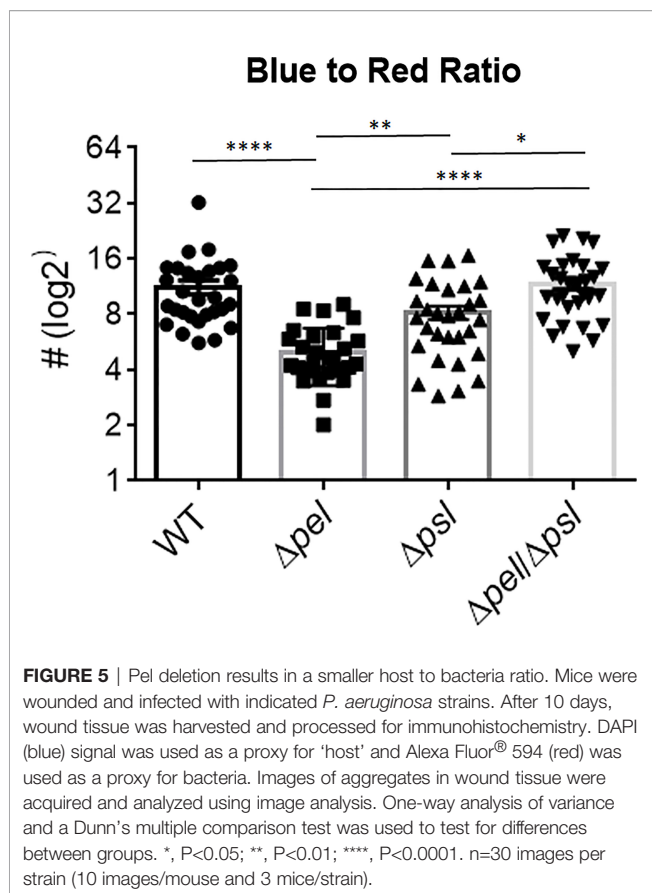 Blue to Red Ratio
**
**** *
****
64
32
16
8
4
2
1
# (log2)
WT
Δpel
Δpsl
Δpel/Δpsl
FIGURE 5 | Pel deletion results in a smaller host to bacteria ratio. Mice were
wounded and infected with indicated P. aeruginosa strains. After 10 days,
wound tissue was harvested and processed for immunohistochemistry. DAPI
(blue) signal was used as a proxy for ‘host’ and Alexa Fluor® 594 (red) was
used as a proxy for bacteria. Images of aggregates in wound tissue were
acquired and analyzed using image analysis. One-way analysis of variance
and a Dunn’s multiple comparison test was used to test for differences
between groups. *, P<0.05; **, P<0.01; ****, P<0.0001. n=30 images per
strain (10 images/mouse and 3 mice/strain).